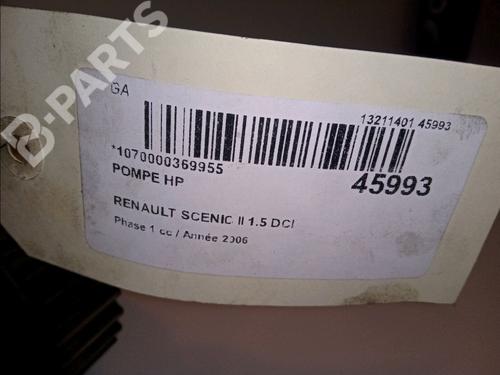 B-PARTS
GA
13211401 45993
*1070000369955
POMPE HP
45993
RENAULT SCENIC II 1.5 DCI
Phase 1 cc / Année 2006